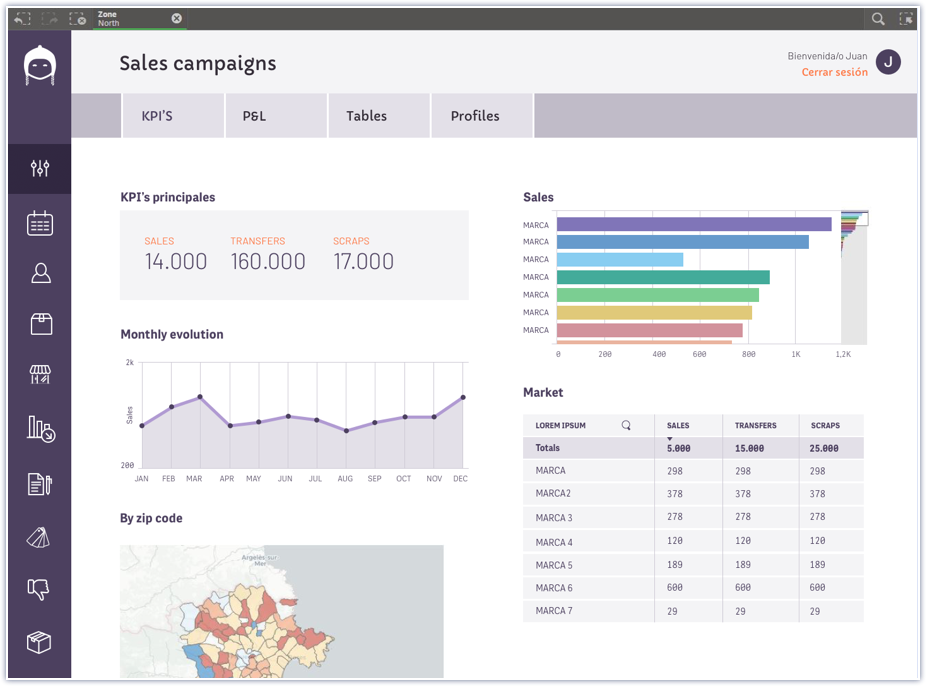 Zone
North
Sales campaigns
Bienvenida/o Juan
Cerrar sesión
J
KPI'S
P&L
Tables
Profiles
KPI's principales
SALES
TRANSFERS
SCRAPS
14.000
160.000
17.000
Monthly evolution
2k
Sales
200
JAN FEB MAR APR MAY JUN JUL AUG SEP OCT NOV DEC
By zip code
Argelès-sur-
Mer
Sales
MARCA
MARCA
MARCA
MARCA
MARCA
MARCA
MARCA
0 200 400 600 800 1K 1,2K
Market
LOREM IPSUM SALES TRANSFERS SCRAPS
Totals 5.000 15.000 25.000
MARCA 298 298 298
MARCA2 378 378 378
MARCA 3 278 278 278
MARCA 4 120 120 120
MARCA 5 189 189 189
MARCA 6 600 600 600
MARCA 7 29 29 29